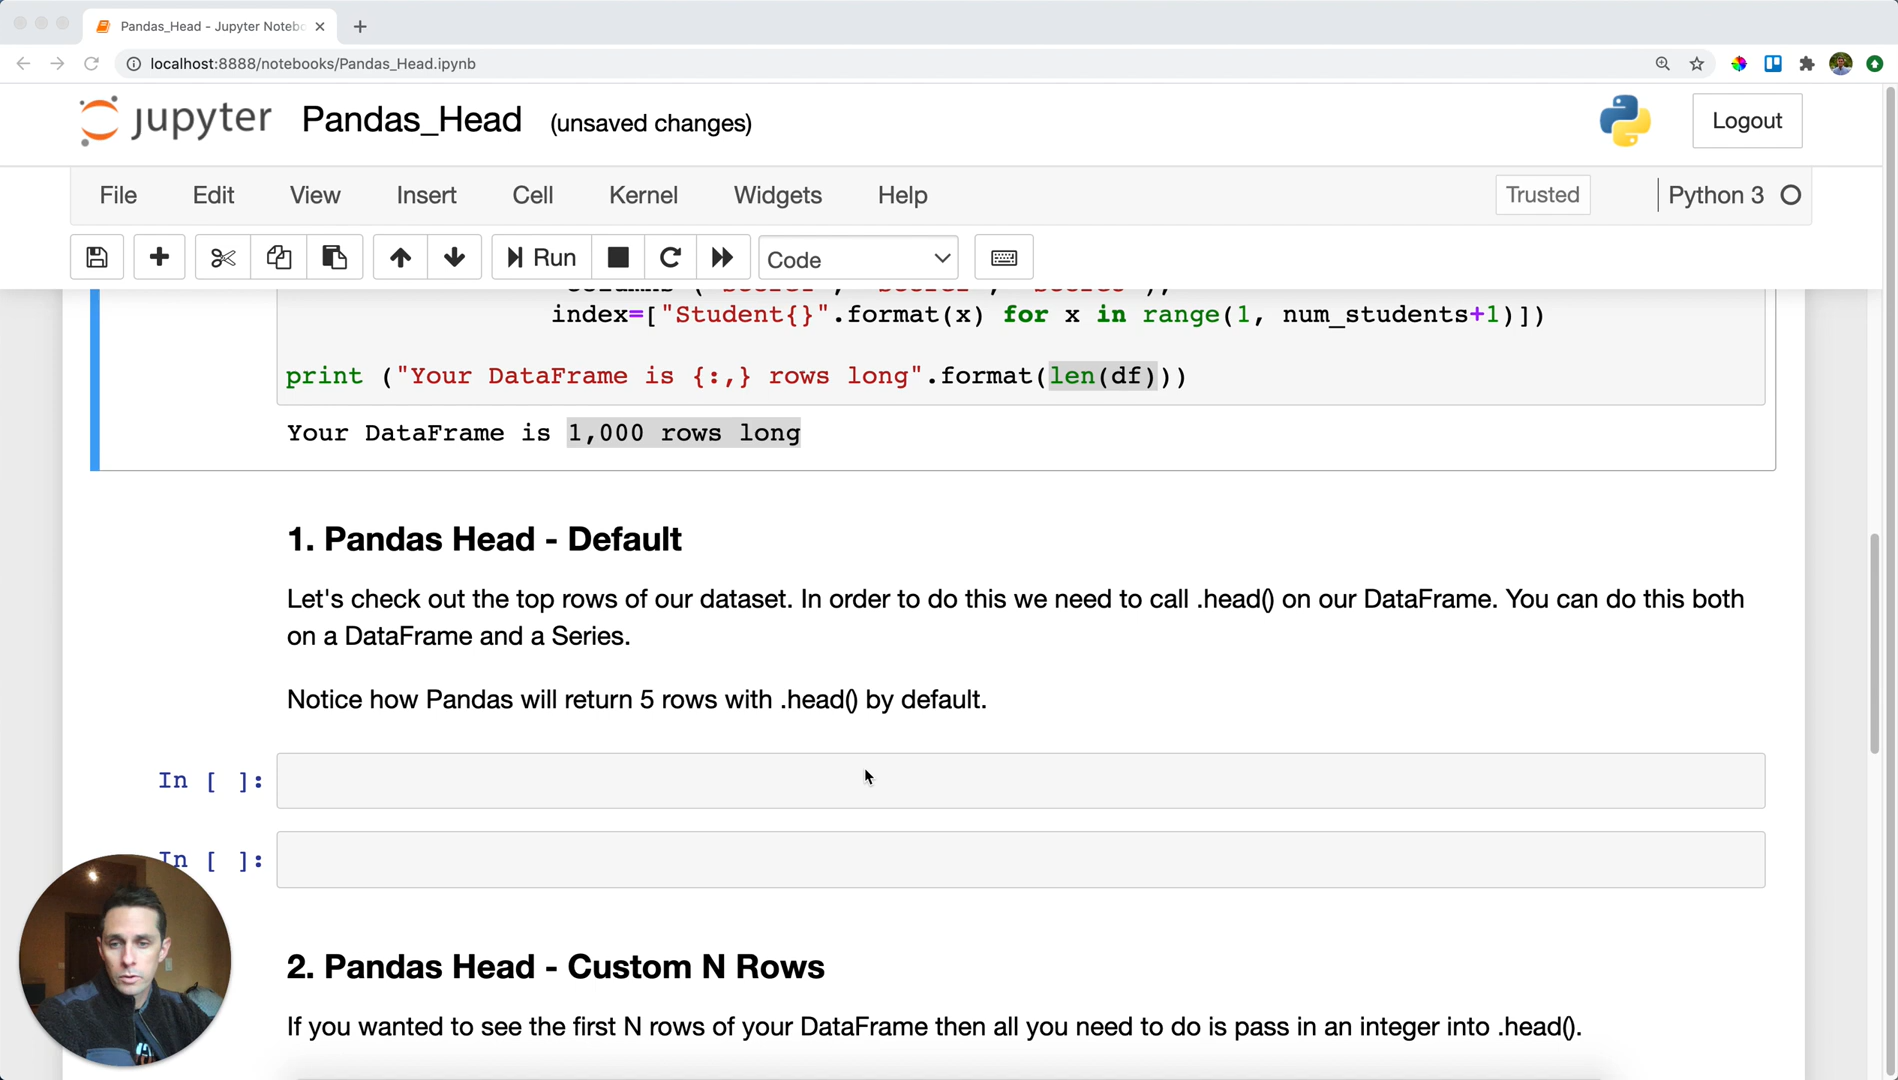 Pandas_Head - Jupyter Notebo
localhost:8888/notebooks/Pandas_Head.ipynb
jupyter Pandas_Head (unsaved changes)
Logout
File Edit View Insert Cell Kernel Widgets Help
Trusted
Python 3
Run
Code
index=["Student{}".format(x) for x in range(1, num_students+1)])
print ("Your DataFrame is {:,} rows long".format(len(df)))
Your DataFrame is 1,000 rows long
1. Pandas Head - Default
Let's check out the top rows of our dataset. In order to do this we need to call .head() on our DataFrame. You can do this both
on a DataFrame and a Series.
Notice how Pandas will return 5 rows with .head() by default.
In [ ]:
In [ ]:
2. Pandas Head - Custom N Rows
If you wanted to see the first N rows of your DataFrame then all you need to do is pass in an integer into .head().